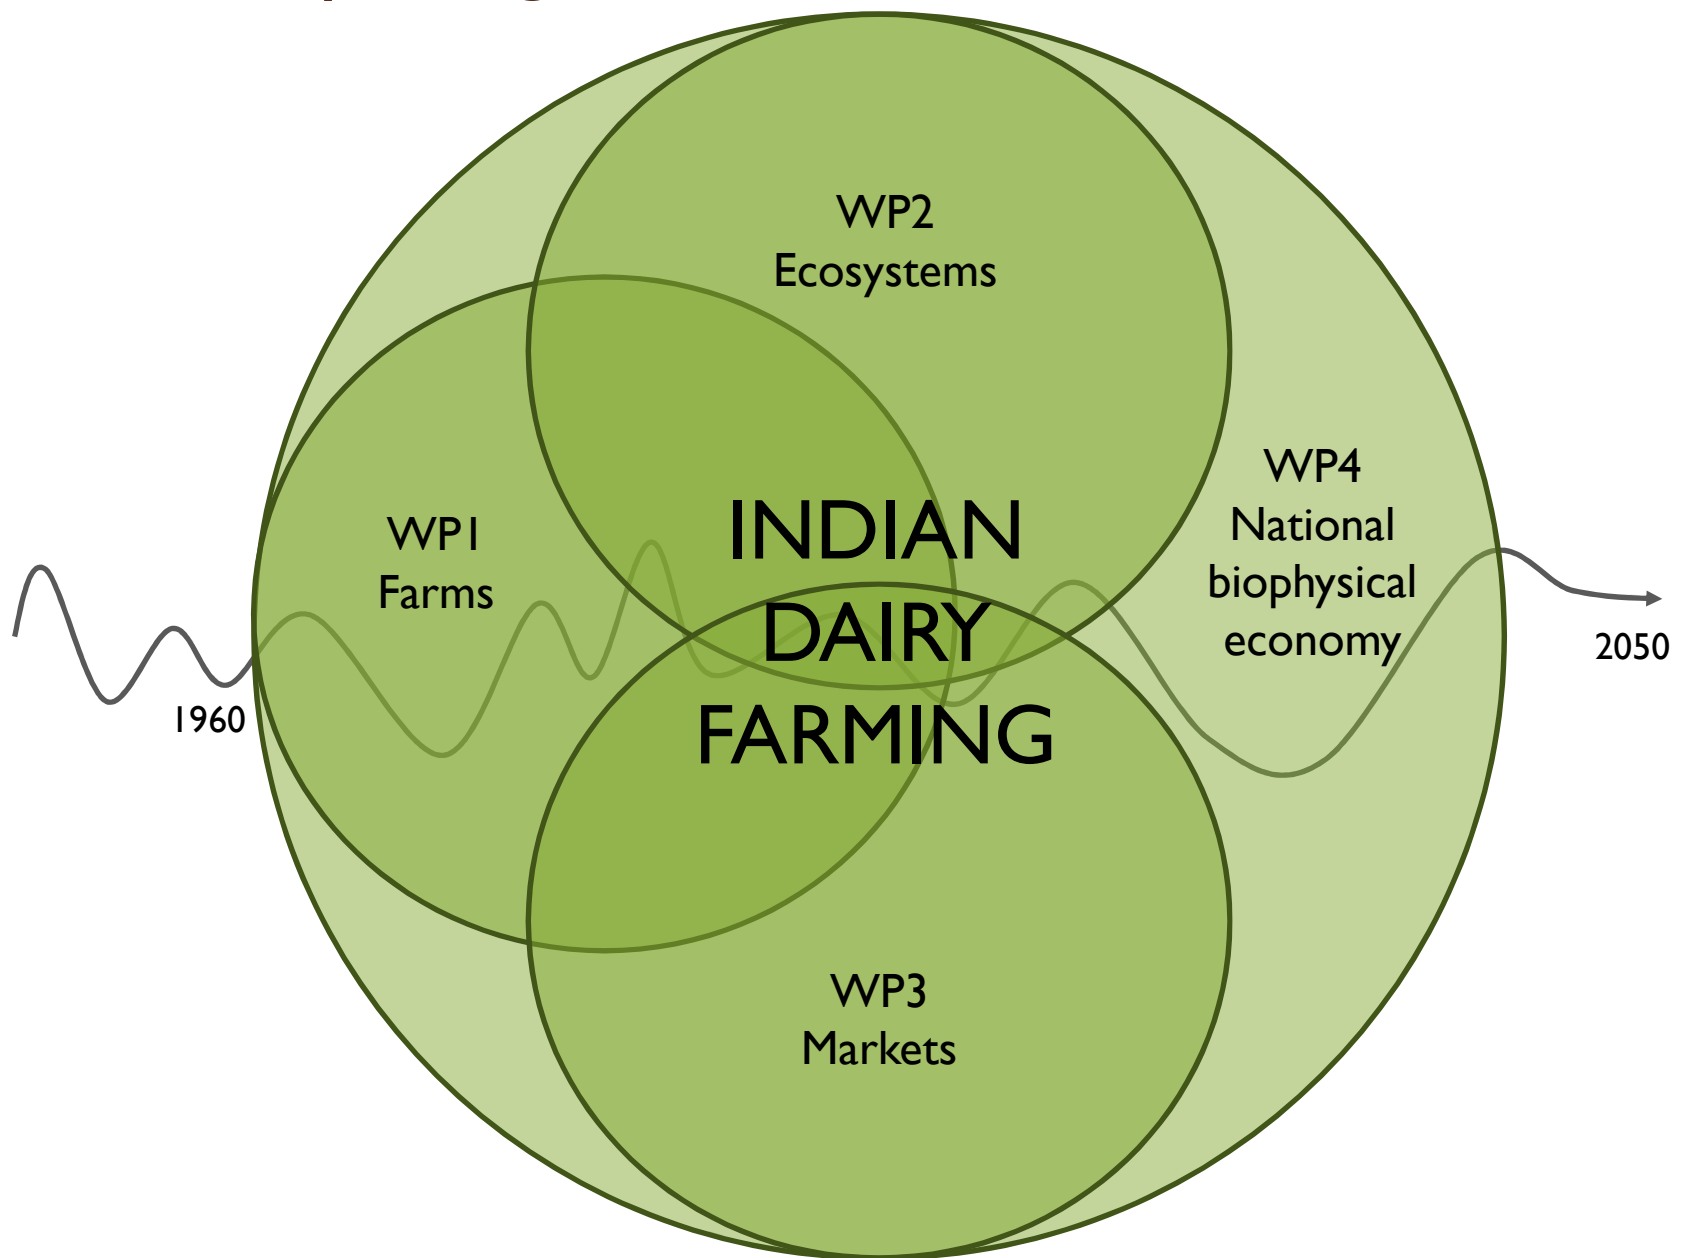 WP2
Ecosystems
WP4
National
biophysical
economy
WP1
Farms
INDIAN
DAIRY
FARMING
1960
2050
WP3
Markets